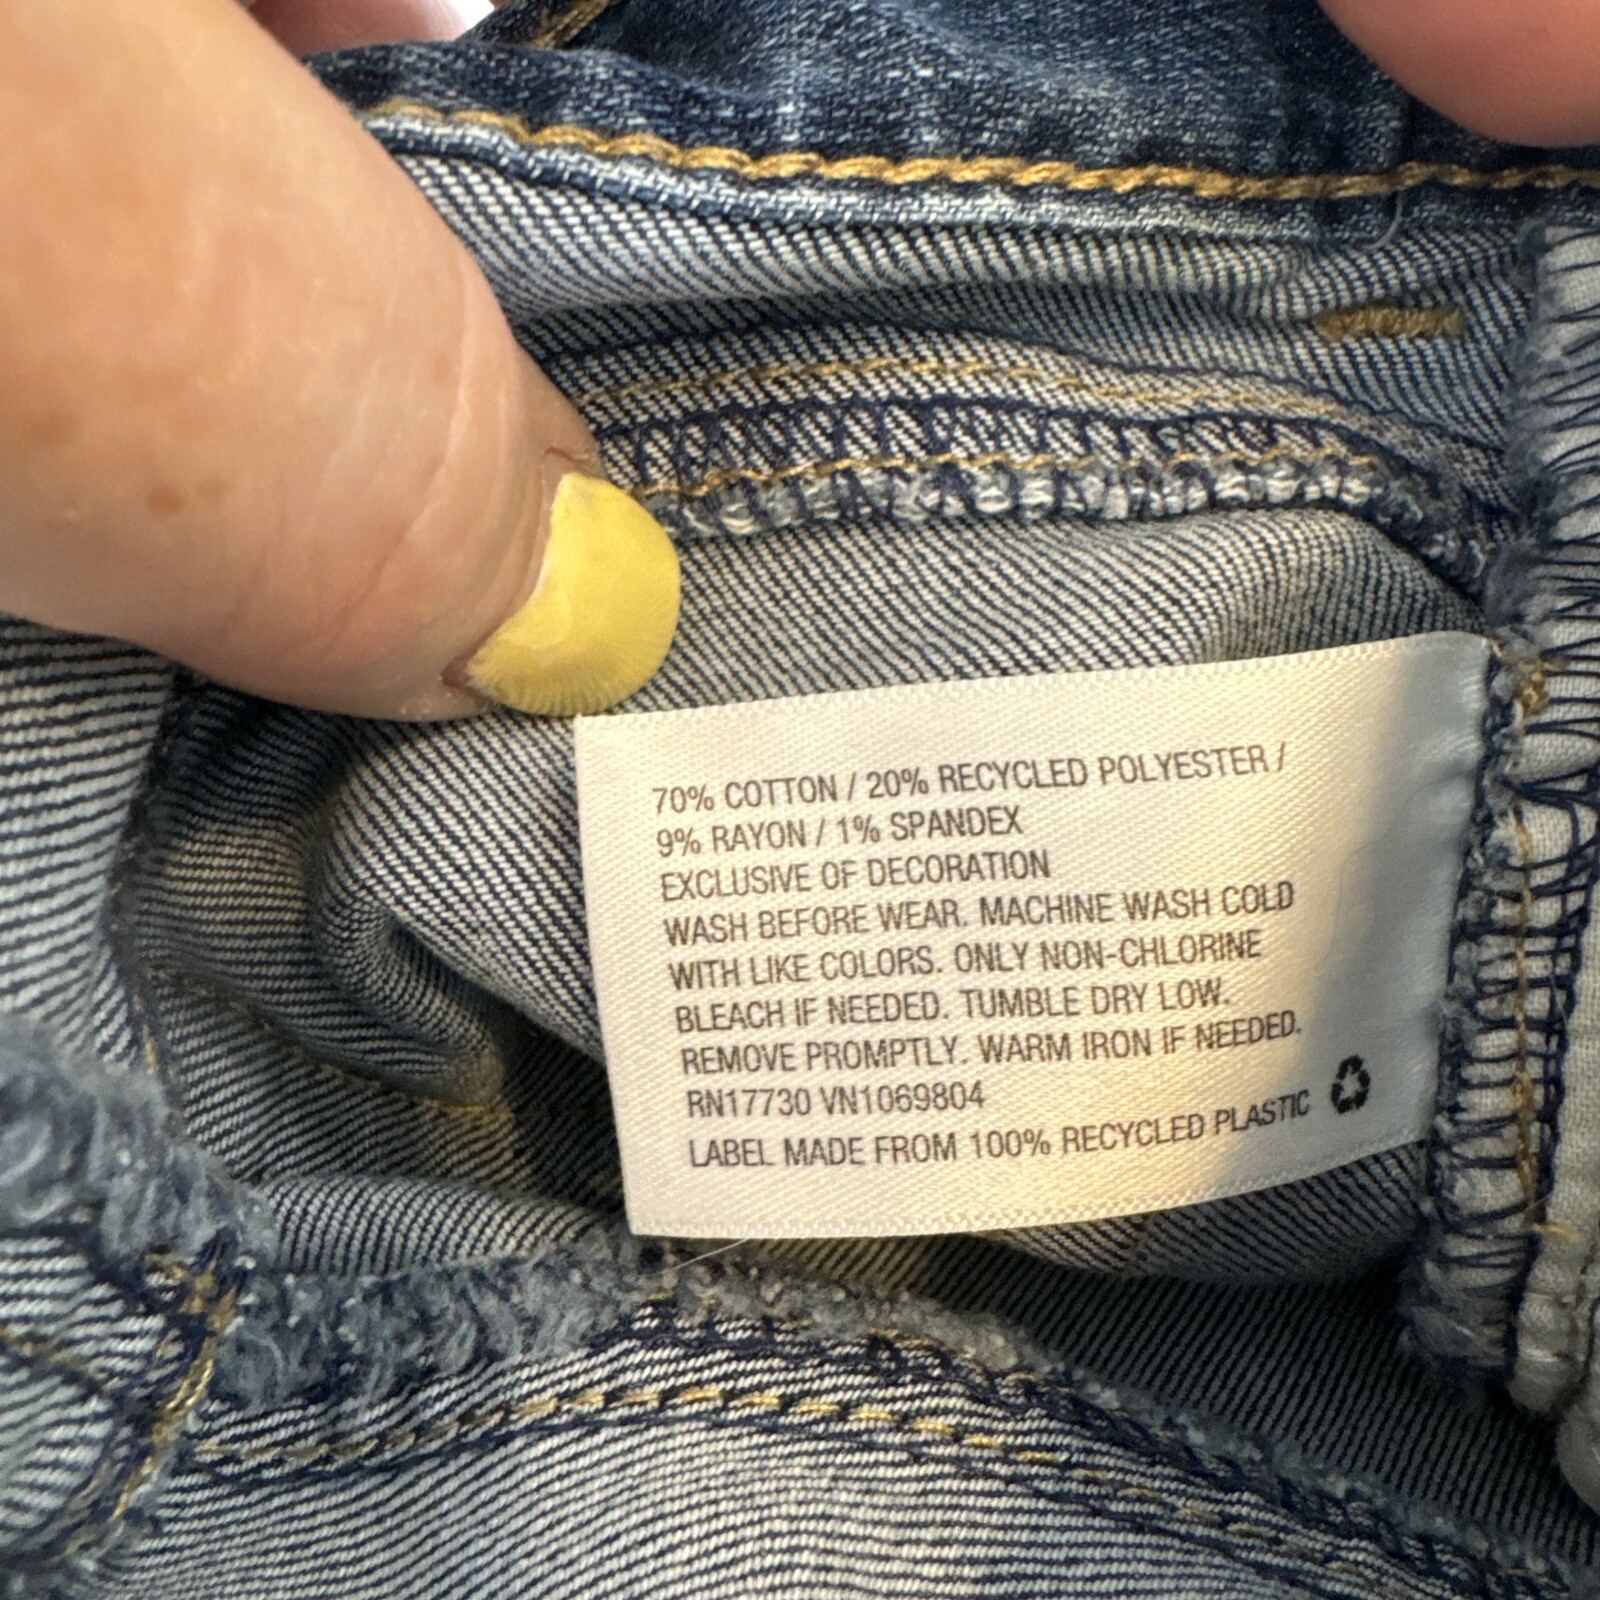 70% COTTON / 20% RECYCLED POLYESTER /
9% RAYON / 1% SPANDEX
EXCLUSIVE OF DECORATION
WASH BEFORE WEAR. MACHINE WASH COLD
WITH LIKE COLORS. ONLY NON-CHLORINE
BLEACH IF NEEDED. TUMBLE DRY LOW.
REMOVE PROMPTLY. WARM IRON IF NEEDED.
RN17730 VN1069804
LABEL MADE FROM 100% RECYCLED PLASTIC